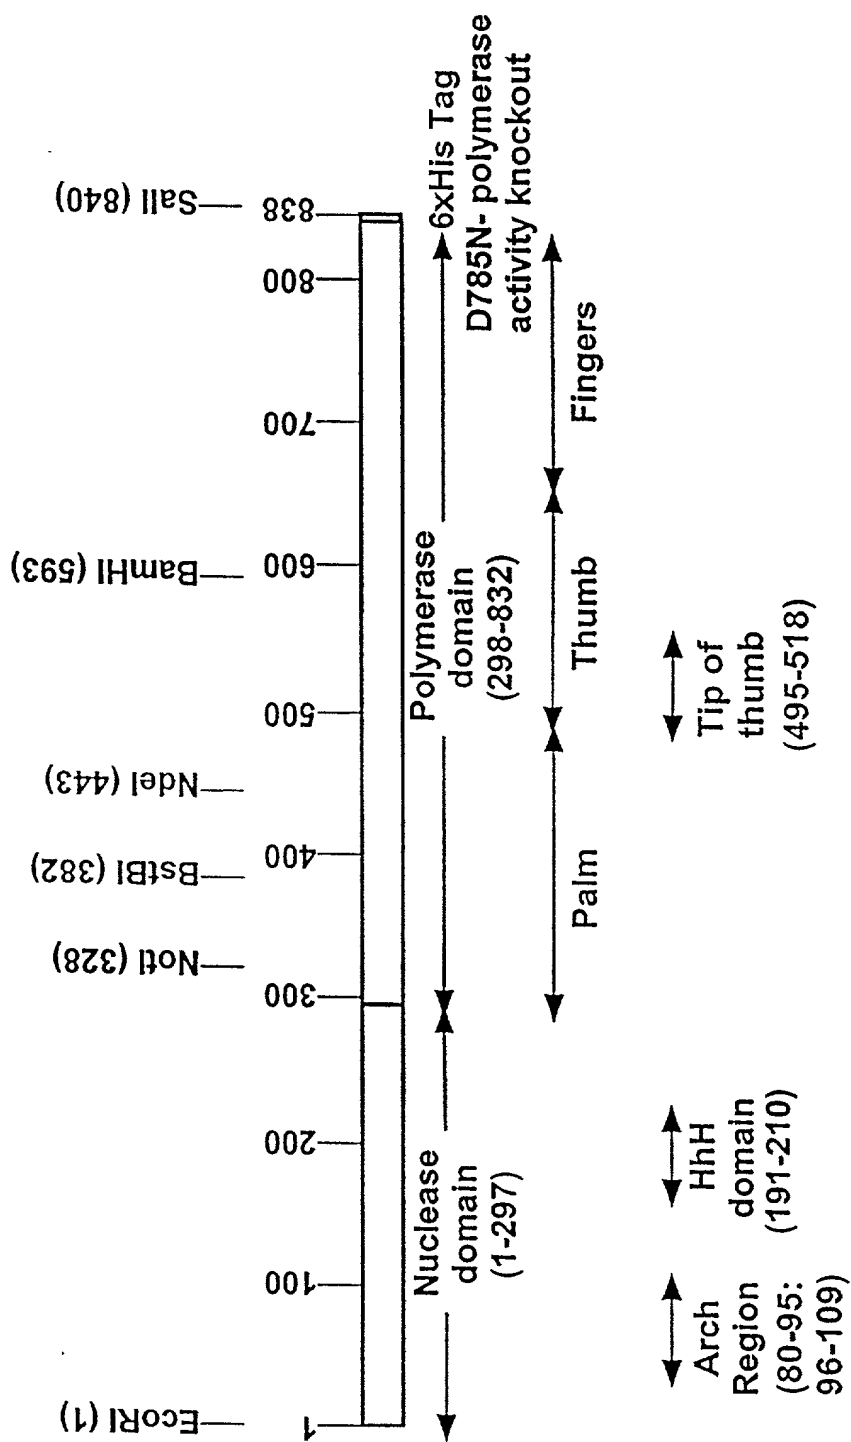 EcoRI (1)
NotI (328)
BstBI (382)
NdeI (443)
BamHI (593)
SalI (840)
1
100
200
300
400
500
600
700
800
838
Nuclease
domain
(1-297)
Polymerase
domain
(298-832)
6xHis Tag
D785N- polymerase
activity knockout
Palm
Thumb
Fingers
Arch
Region
(80-95:
96-109)
HhH
domain
(191-210)
Tip of
thumb
(495-518)